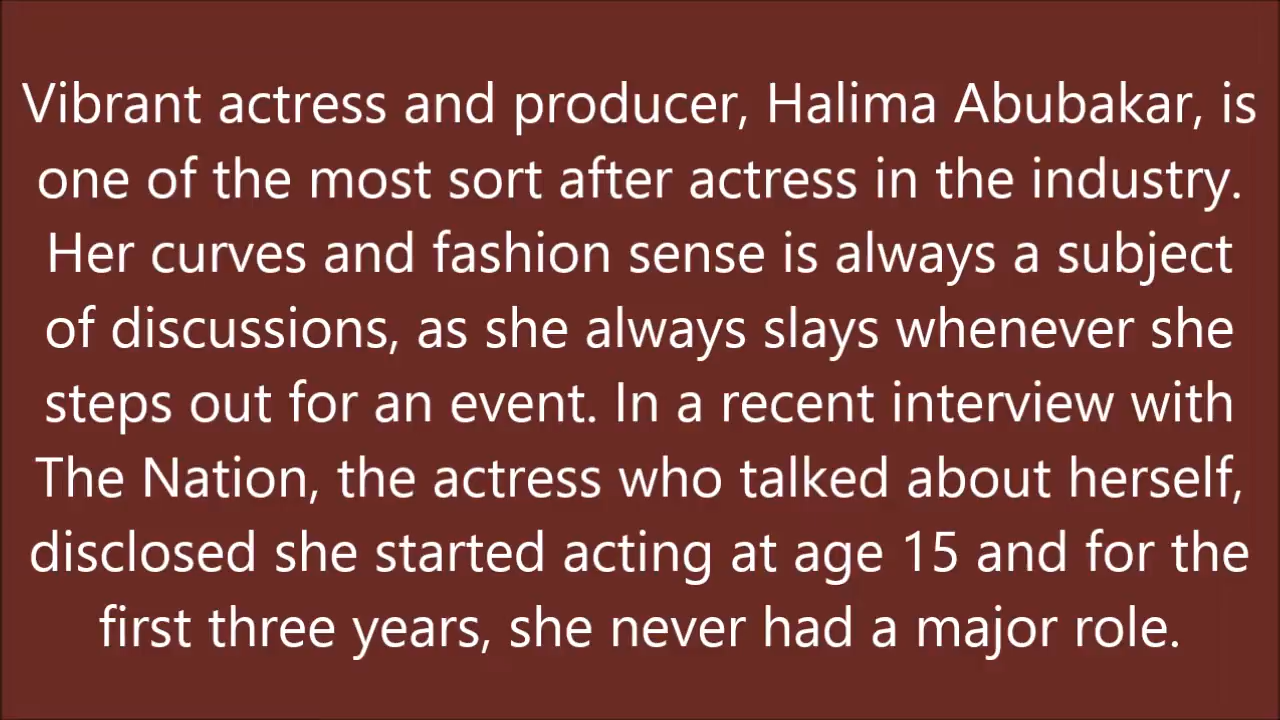 Vibrant actress and producer, Halima Abubakar, is
one of the most sort after actress in the industry.
Her curves and fashion sense is always a subject
of discussions, as she always slays whenever she
steps out for an event. In a recent interview with
The Nation, the actress who talked about herself,
disclosed she started acting at age 15 and for the
first three years, she never had a major role.